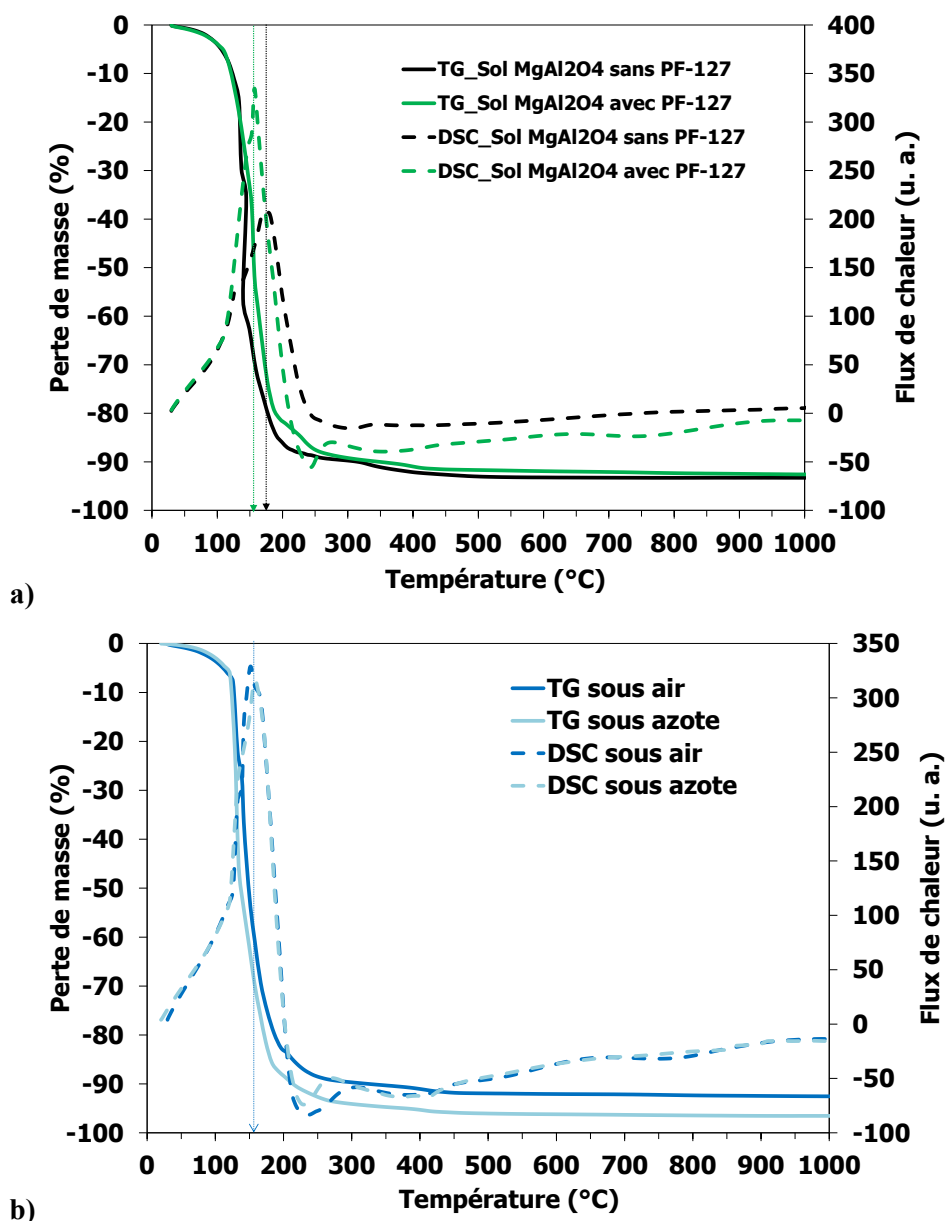 0
-10
-20
-30
-40
-50
-60
-70
-80
-90
-100
Perte de masse (%)
400
350
300
250
200
150
100
50
0
-50
-100
Flux de chaleur (u. a.)
TG_Sol MgAl2O4 sans PF-127
TG_Sol MgAl2O4 avec PF-127
DSC_Sol MgAl2O4 sans PF-127
DSC_Sol MgAl2O4 avec PF-127
0 100 200 300 400 500 600 700 800 900 1000
Température (°C)
a)
0
-10
-20
-30
-40
-50
-60
-70
-80
-90
-100
Perte de masse (%)
350
300
250
200
150
100
50
0
-50
-100
Flux de chaleur (u. a.)
TG sous air
TG sous azote
DSC sous air
DSC sous azote
0 100 200 300 400 500 600 700 800 900 1000
Température (°C)
b)